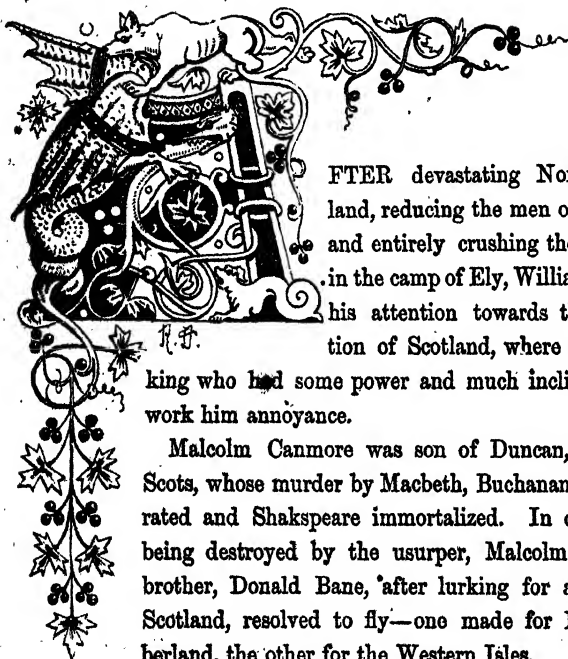 AFTER devastating Nor
land, reducing the men o
and entirely crushing the
in the camp of Ely, Willia
his attention towards t
tion of Scotland, where
king who had some power and much incli
work him annoyance.
Malcolm Canmore was son of Duncan,
Scots, whose murder by Macbeth, Buchanan
rated and Shakspeare immortalized. In
being destroyed by the usurper, Malcolm
brother, Donald Bane, after lurking for a
Scotland, resolved to fly—one made for
berland, the other for the Western Isles.